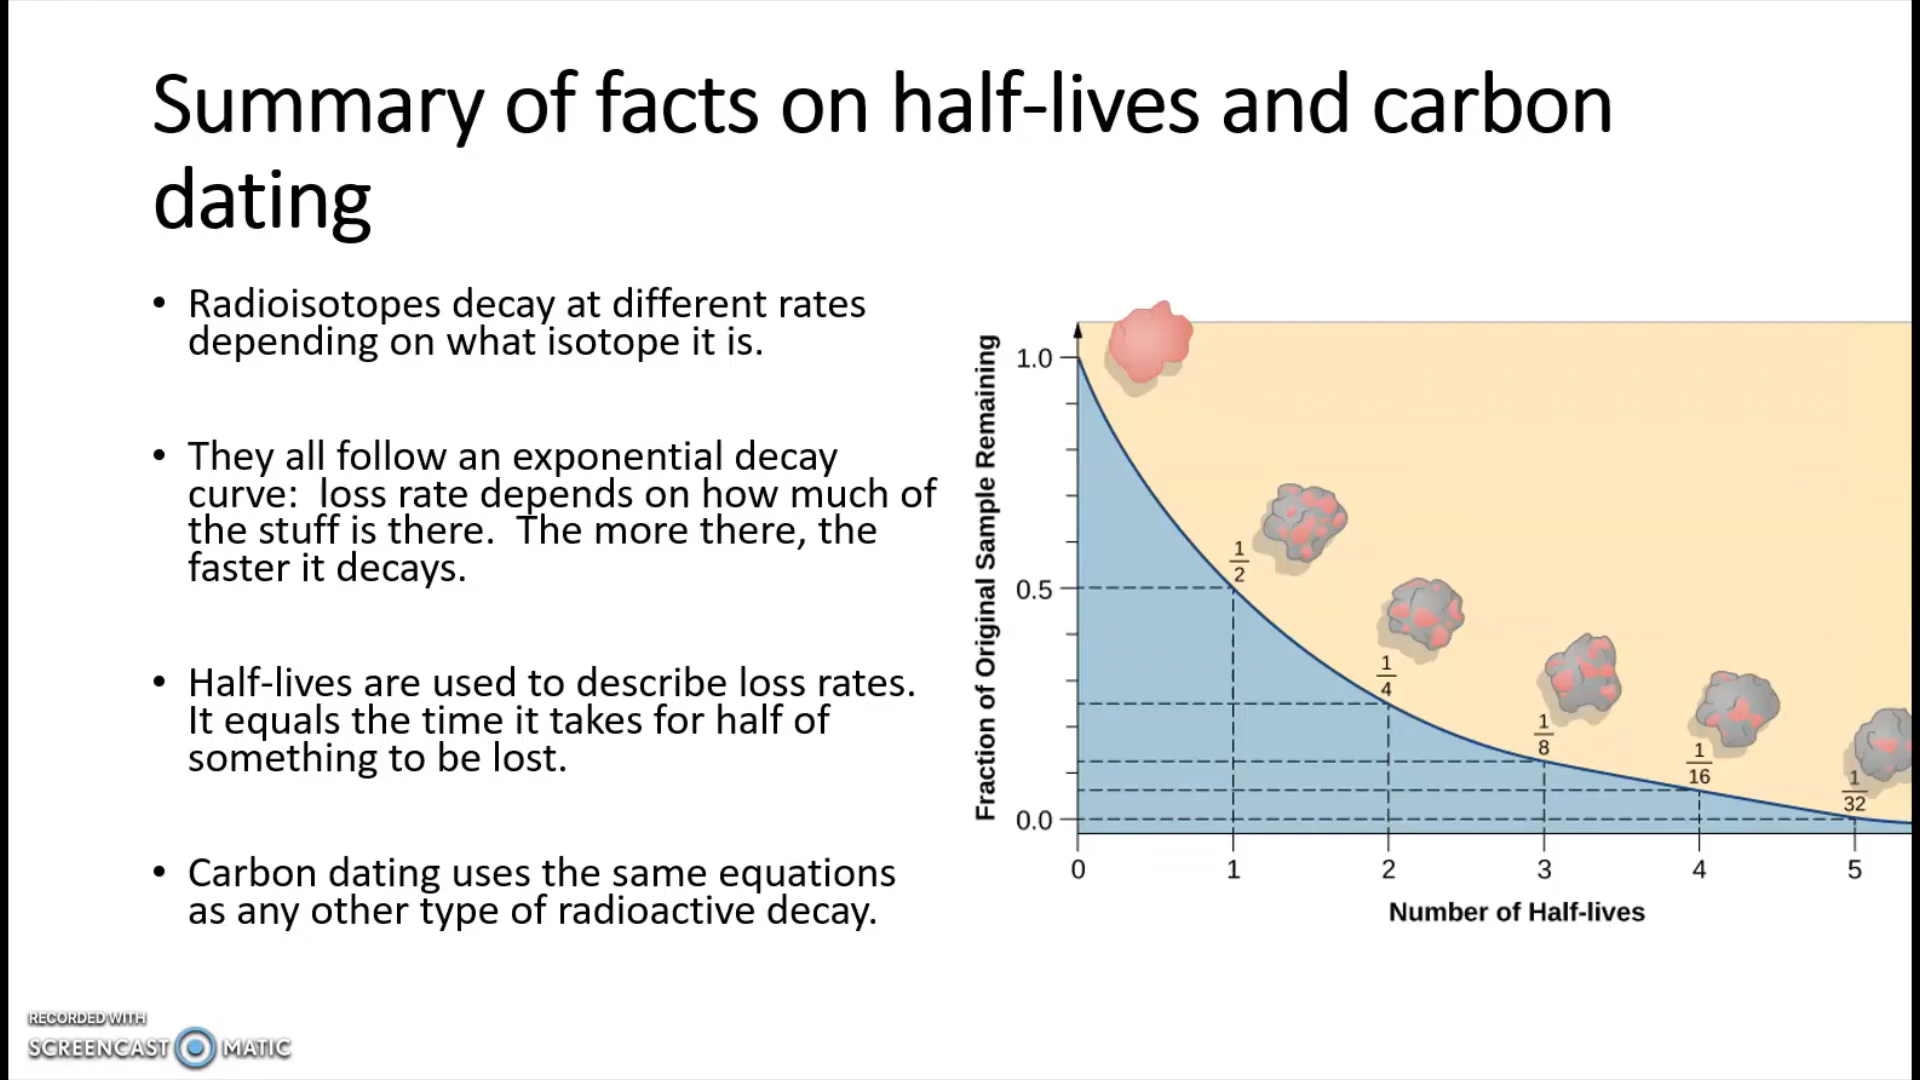 Summary of facts on half-lives and carbon
dating
• Radioisotopes decay at different rates
depending on what isotope it is.
• They all follow an exponential decay
curve:  loss rate depends on how much of
the stuff is there.  The more there, the
faster it decays.
• Half-lives are used to describe loss rates.
It equals the time it takes for half of
something to be lost.
• Carbon dating uses the same equations
as any other type of radioactive decay.
Fraction of Original Sample Remaining
1.0
0.5
0.0
1/2
1/4
1/8
1/16
1/32
0 1 2 3 4 5
Number of Half-lives
RECORDED WITH
SCREENCAST MATIC